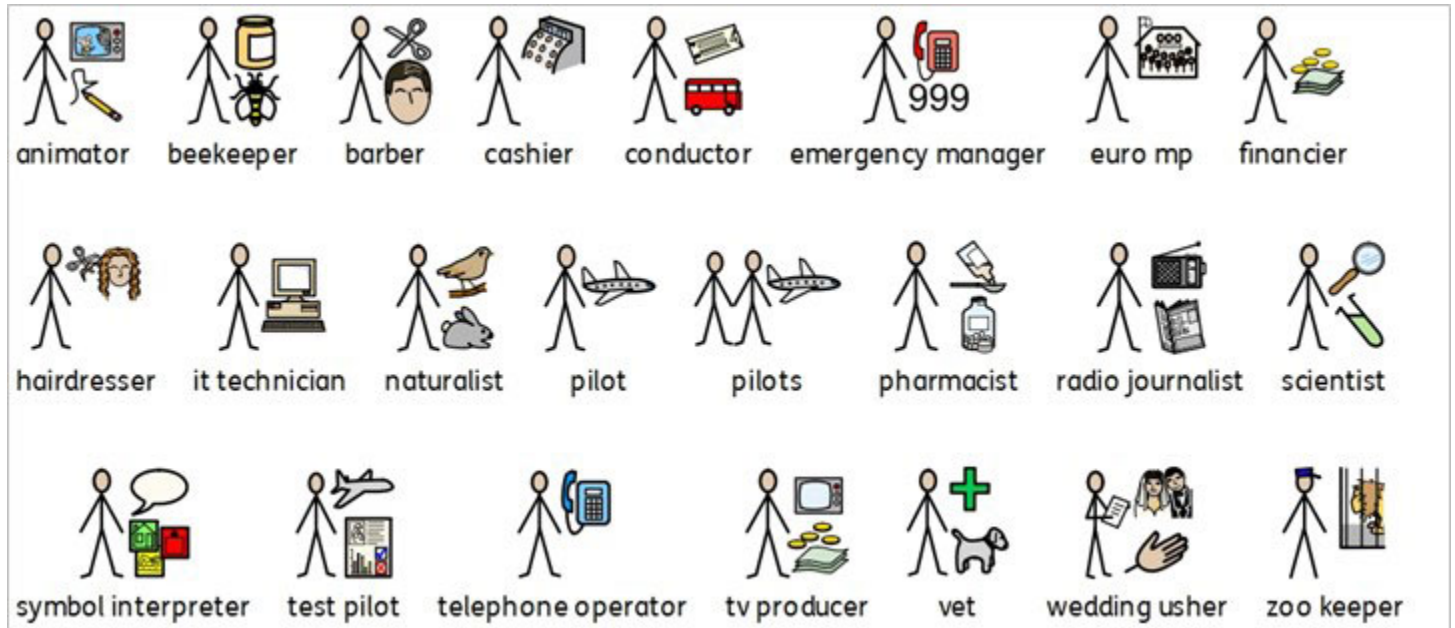 999
animator beekeeper barber cashier conductor emergency manager euro mp financier
hairdresser it technician naturalist pilot pilots pharmacist radio journalist scientist
symbol interpreter test pilot telephone operator tv producer vet wedding usher zoo keeper